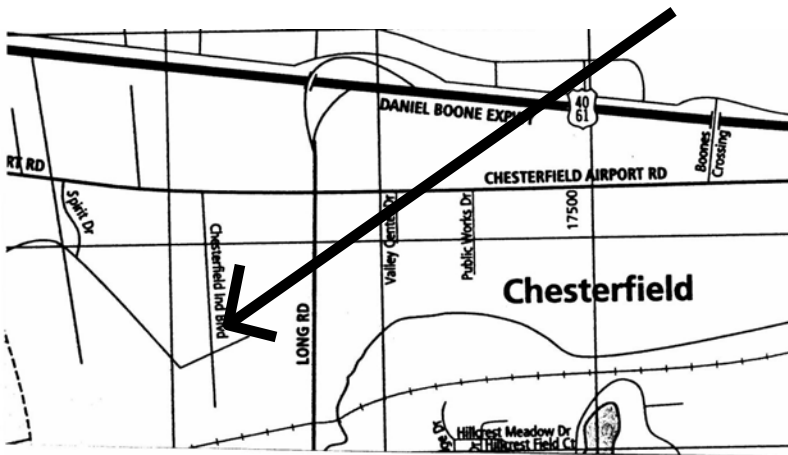 DANIEL BOONE EXPWY
40
61
Boones
Crossing
RT RD
CHESTERFIELD AIRPORT RD
Spirit Dr
Chesterfield Ind Blvd
Valley Center Dr
Public Works Dr
17500
Chesterfield
LONG RD
Hillcrest Meadow Dr
Hillcrest Field Ct